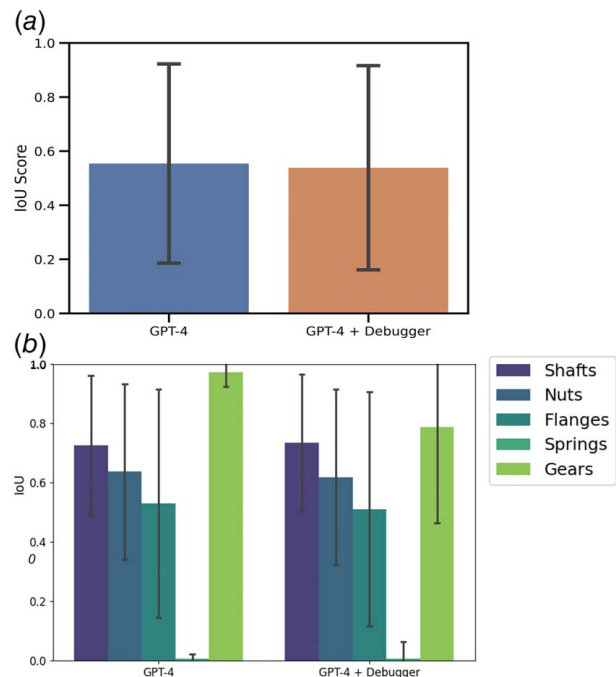 (a)
1.0
0.8
0.6
0.4
0.2
0.0
IoU Score
GPT-4
GPT-4 + Debugger
(b)
1.0
0.8
0.6
0.4
0
0.2
0.0
IoU
GPT-4
GPT-4 + Debugger
Shafts
Nuts
Flanges
Springs
Gears